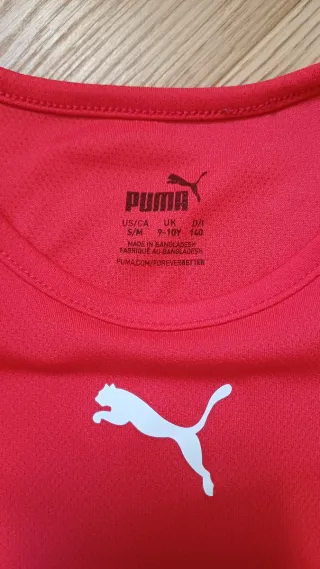 PUMA
US/CA UK D/I
S/M 9-10Y 140
MADE IN BANGLADESH
FABRIQUÉ AU BANGLADESH
PUMA.COM/FOREVERBETTER